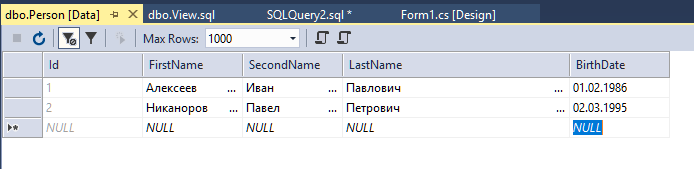 dbo.Person [Data] dbo.View.sql SQLQuery2.sql * Form1.cs [Design]
Max Rows: 1000
Id FirstName SecondName LastName BirthDate
1 Алексеев ... Иван ... Павлович ... 01.02.1986
2 Никаноров ... Павел ... Петрович ... 02.03.1995
NULL NULL NULL NULL NULL